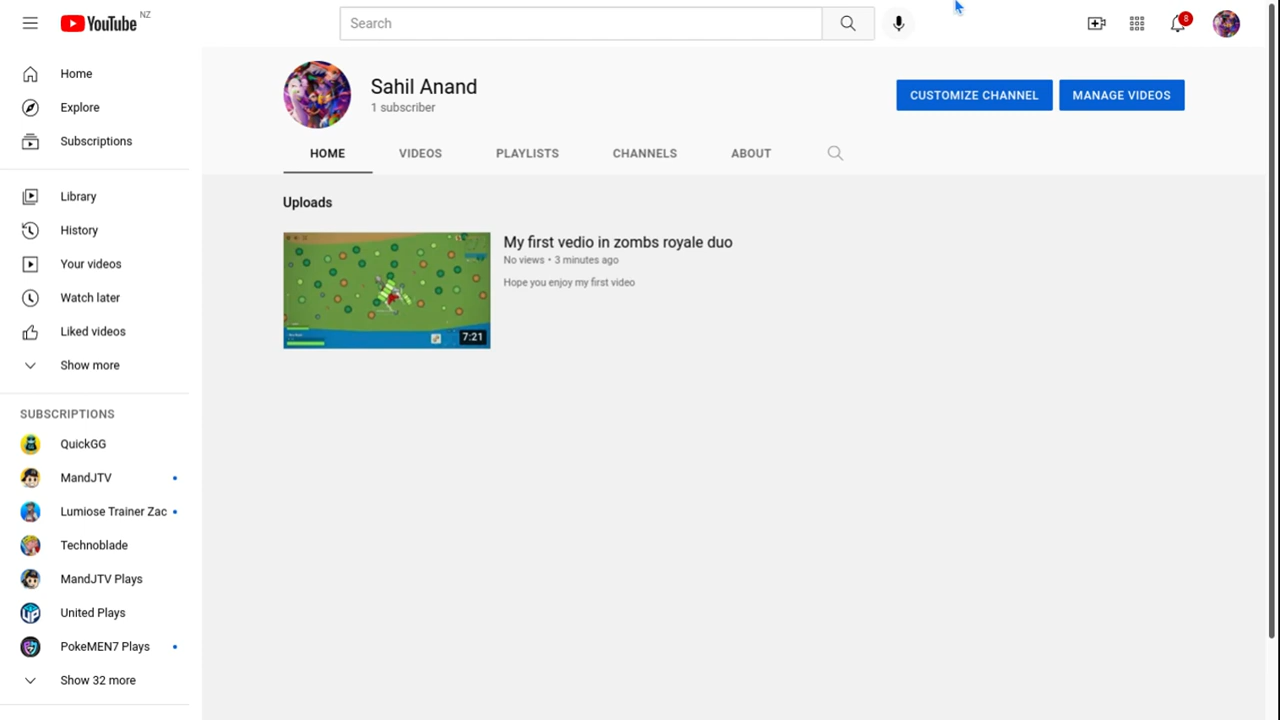 YouTube NZ
Search
8
Home
Explore
Subscriptions
Library
History
Your videos
Watch later
Liked videos
Show more
SUBSCRIPTIONS
QuickGG
MandJTV
Lumiose Trainer Zac
Technoblade
MandJTV Plays
United Plays
PokeMEN7 Plays
Show 32 more
Sahil Anand
1 subscriber
CUSTOMIZE CHANNEL
MANAGE VIDEOS
HOME VIDEOS PLAYLISTS CHANNELS ABOUT
Uploads
7:21
My first vedio in zombs royale duo
No views • 3 minutes ago
Hope you enjoy my first video